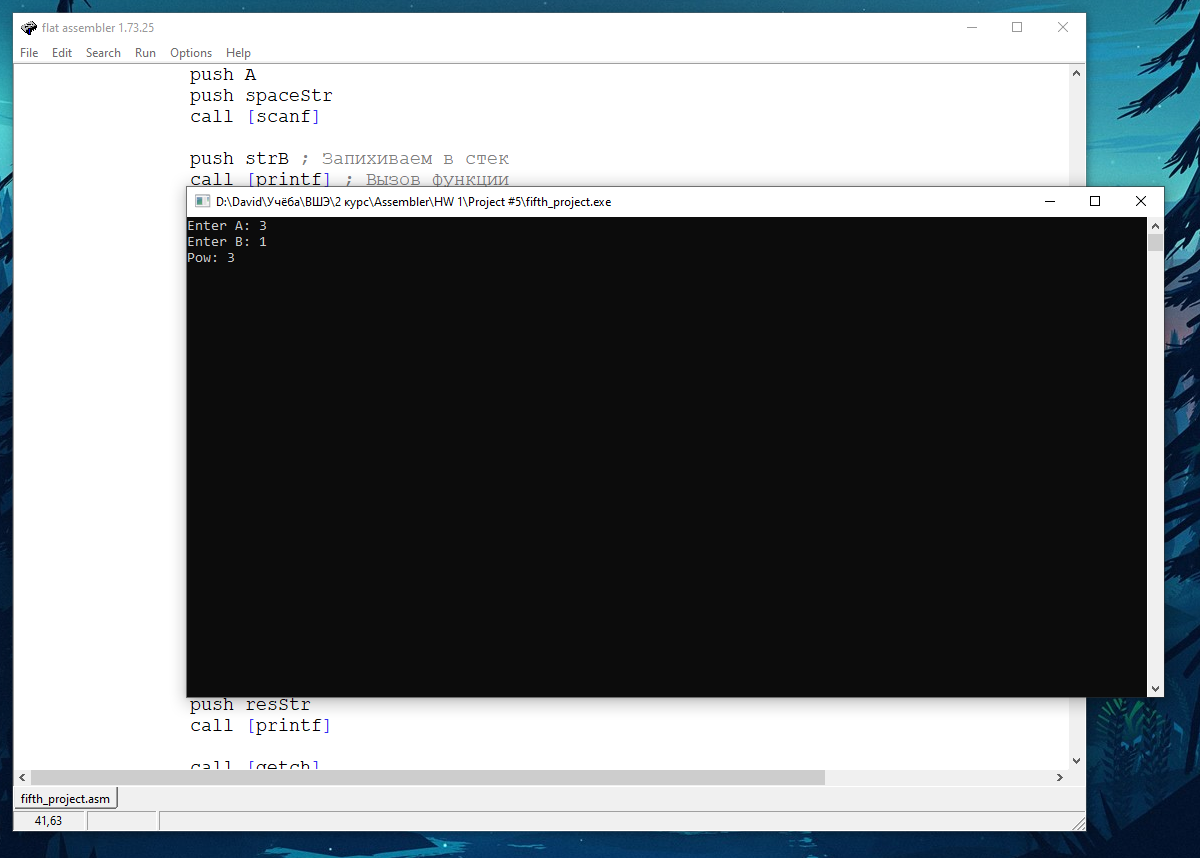 flat assembler 1.73.25
File Edit Search Run Options Help
push A
push spaceStr
call [scanf]
push strB ; Запихиваем в стек
call [printf] ; Вызов функции
D:\David\Учёба\ВШЭ\2 курс\Assembler\HW 1\Project #5\fifth_project.exe
Enter A: 3
Enter B: 1
Pow: 3
push resStr
call [printf]
call [getch]
fifth_project.asm
41,63